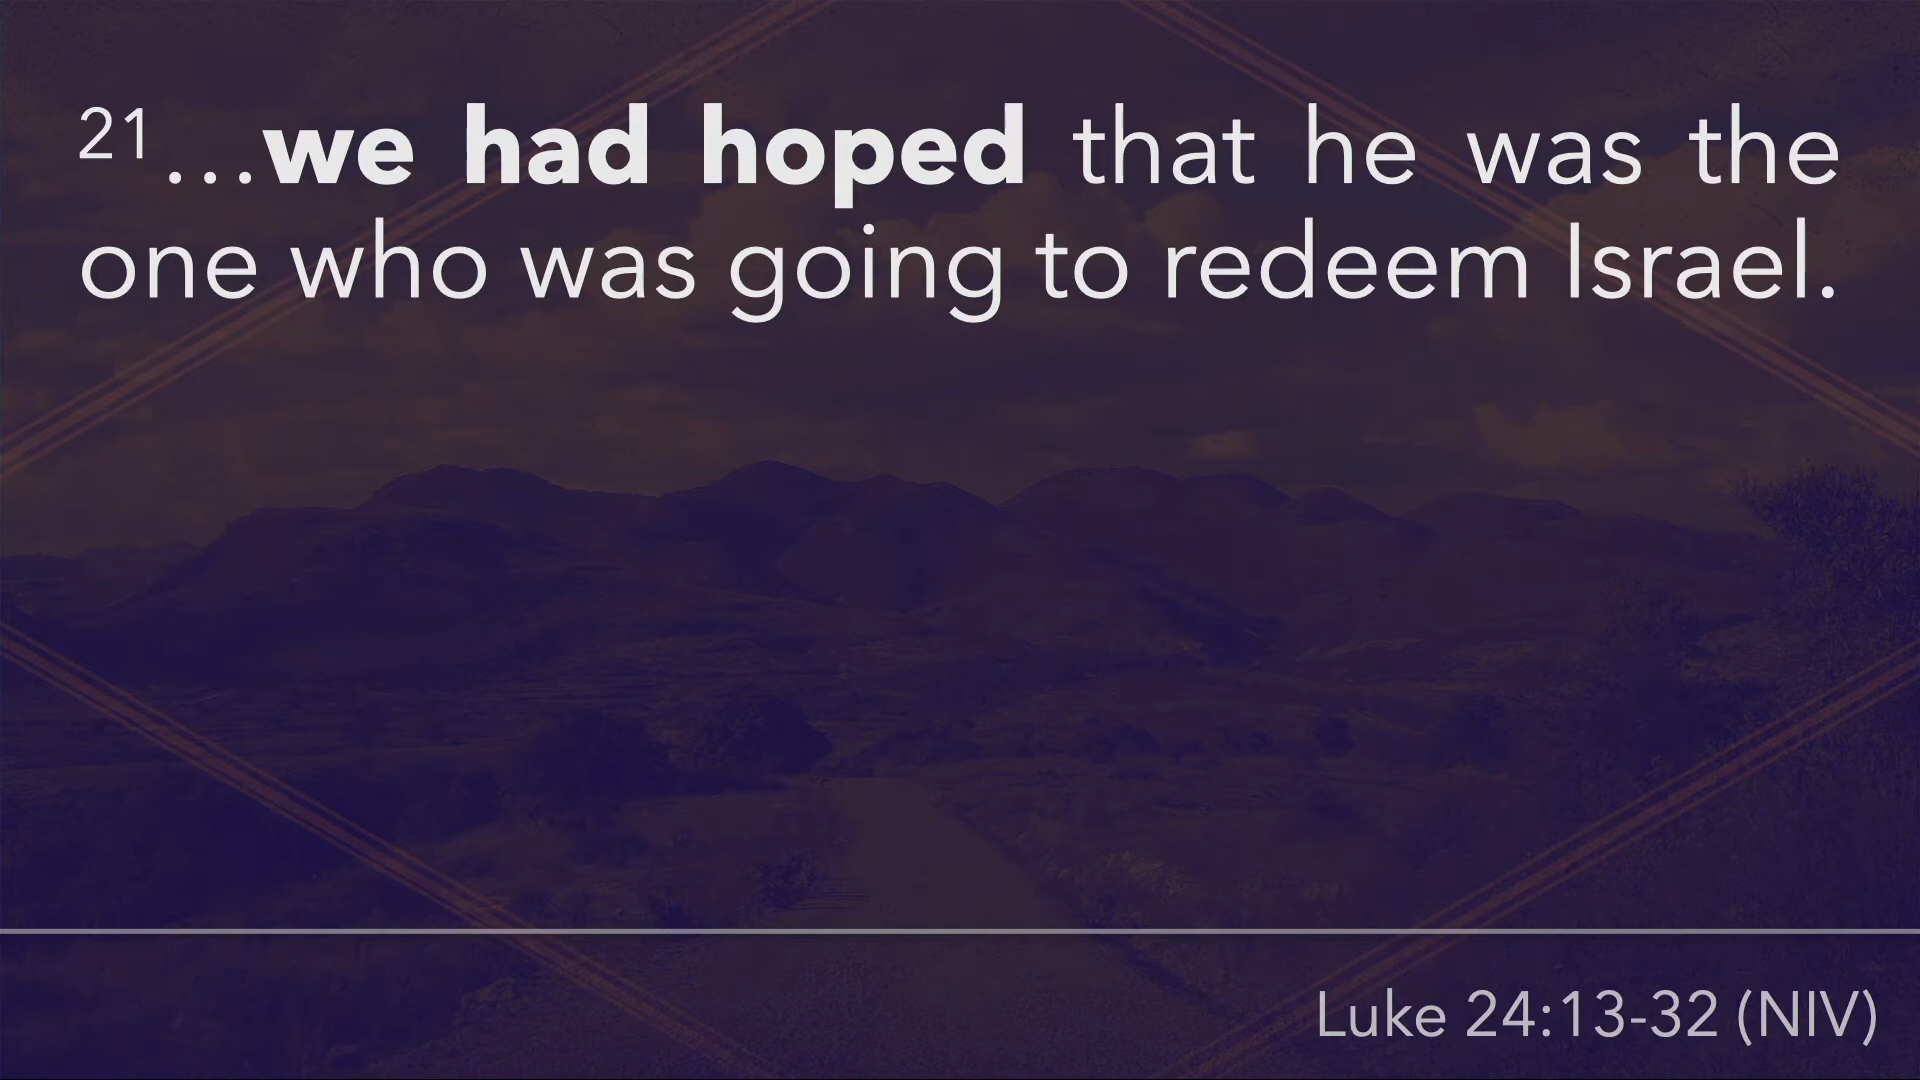 21…we had hoped that he was the
one who was going to redeem Israel.
Luke 24:13-32 (NIV)